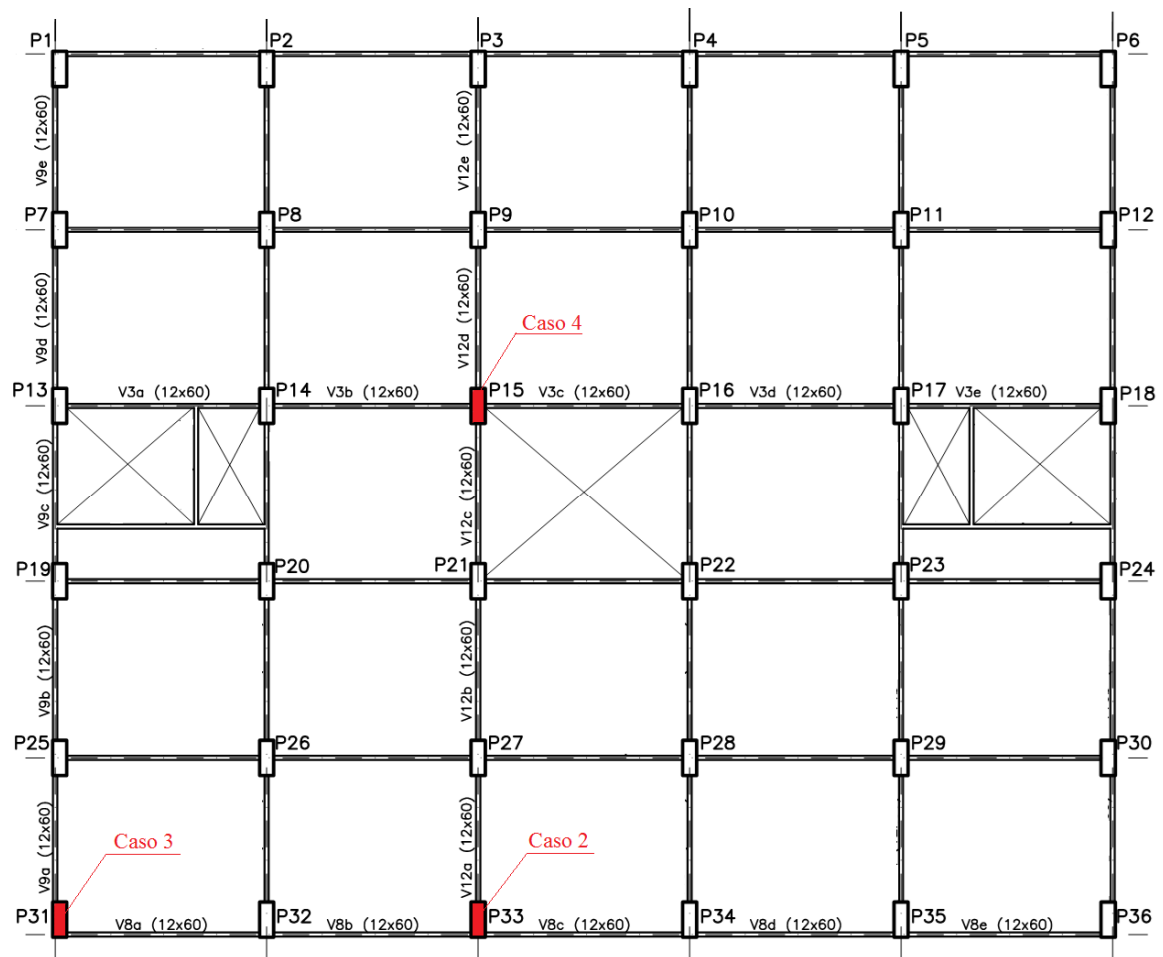 P1 P2 P3 P4 P5 P6
V9e (12x60)
V12e (12x60)
P7 P8 P9 P10 P11 P12
V9d (12x60)
V12d (12x60)
Caso 4
P13 V3a (12x60) P14 V3b (12x60) P15 V3c (12x60) P16 V3d (12x60) P17 V3e (12x60) P18
V9c (12x60)
V12c (12x60)
P19 P20 P21 P22 P23 P24
V9b (12x60)
V12b (12x60)
P25 P26 P27 P28 P29 P30
V9a (12x60)
V12a (12x60)
Caso 3
Caso 2
P31 V8a (12x60) P32 V8b (12x60) P33 V8c (12x60) P34 V8d (12x60) P35 V8e (12x60) P36